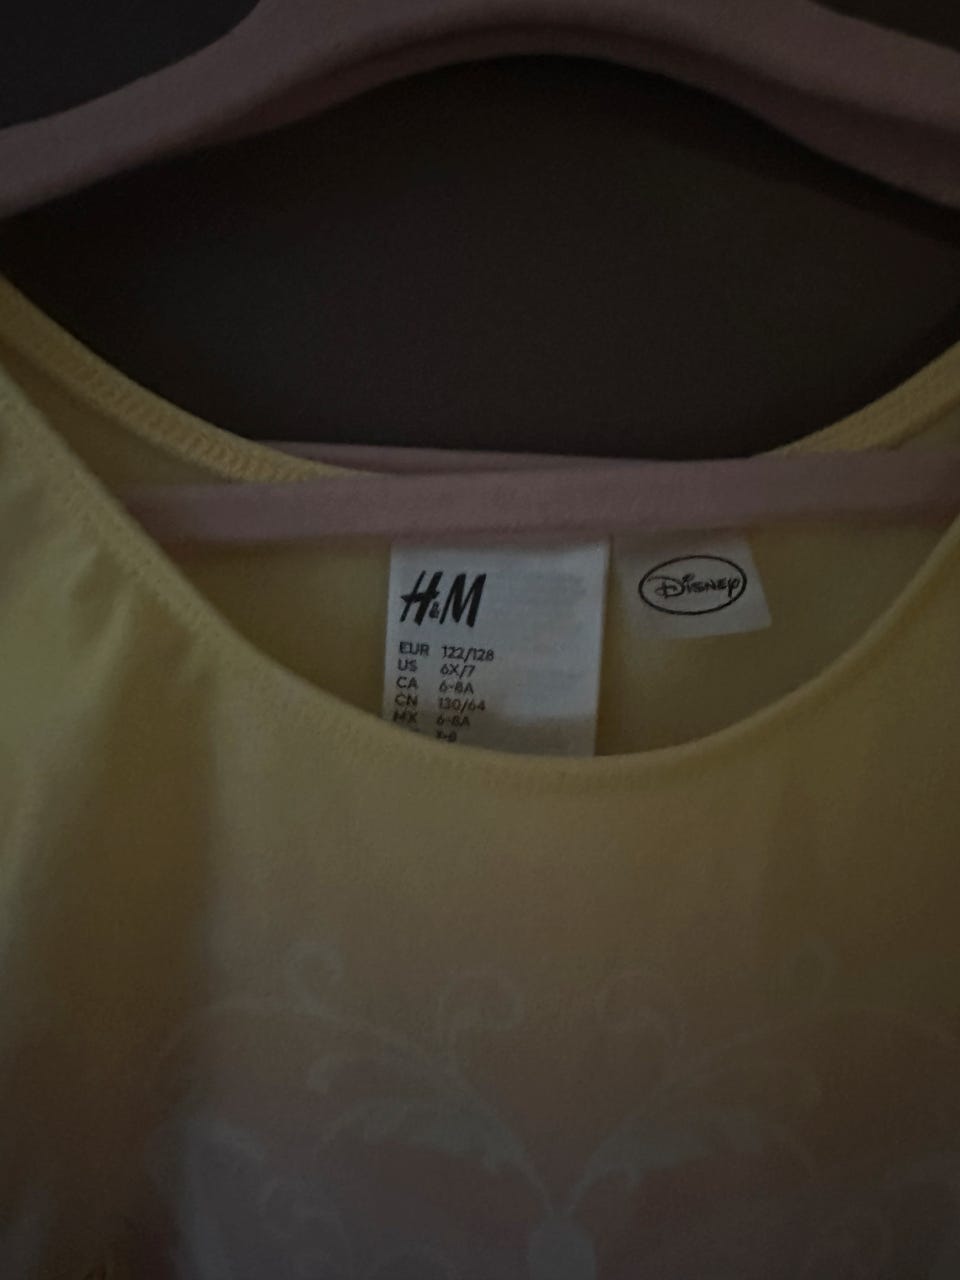 H&M
EUR 122/128
US 6X/7
CA 6-8A
CN 130/64
MX 6-8A
Disney